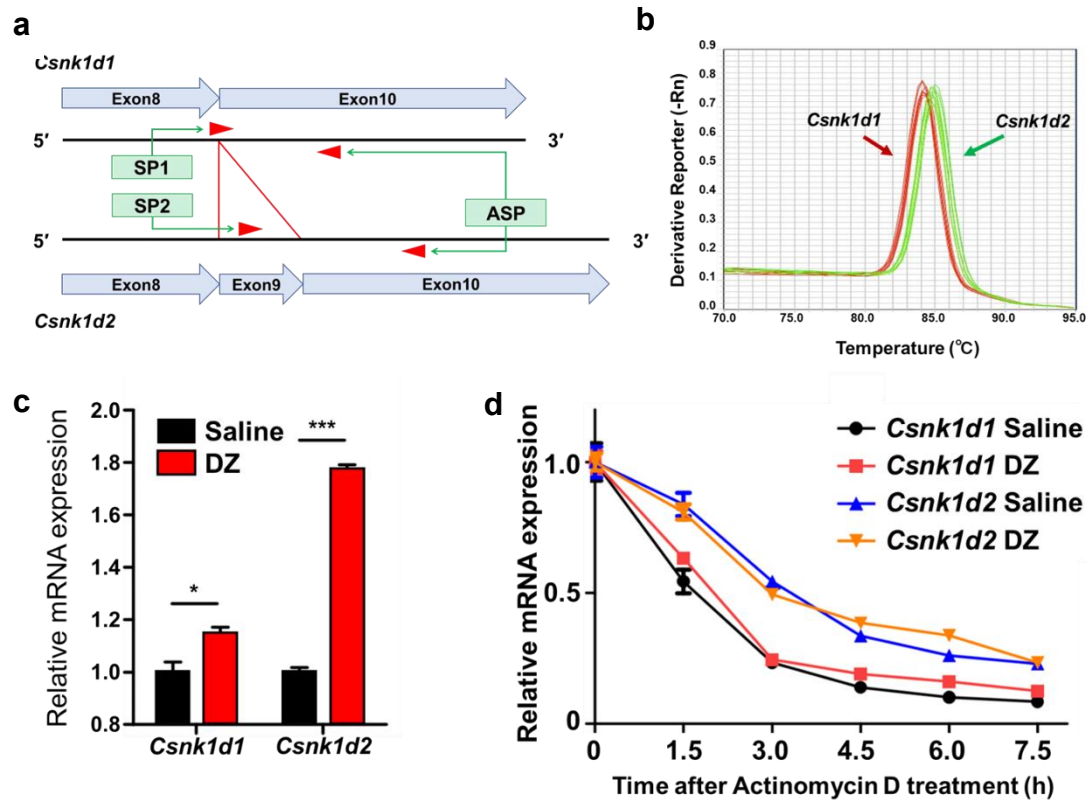 a
Csnk1d1
Exon8 Exon10
5′ 3′
SP1
SP2 ASP
5′ 3′
Exon8 Exon9 Exon10
Csnk1d2
b
0.9
0.8
0.7
0.6
0.5
0.4
0.3
0.2
0.1
0.0
Derivative Reporter (-Rn)
Csnk1d1 Csnk1d2
70.0 75.0 80.0 85.0 90.0 95.0
Temperature (°C)
c
Relative mRNA expression
2.0
1.8
1.6
1.4
1.2
1.0
0.8
Saline
DZ
***
*
Csnk1d1 Csnk1d2
d
Relative mRNA expression
1.0
0.5
0
Csnk1d1 Saline
Csnk1d1 DZ
Csnk1d2 Saline
Csnk1d2 DZ
0 1.5 3.0 4.5 6.0 7.5
Time after Actinomycin D treatment (h)